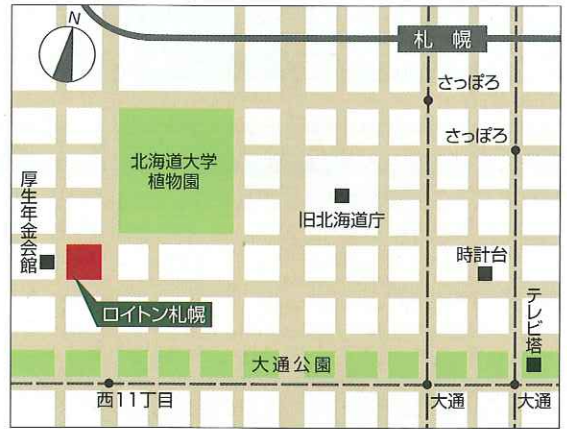 N
札幌
さっぽろ
さっぽろ
北海道大学
植物園
旧北海道庁
厚生年金会館
時計台
ロイトン札幌
テレビ塔
大通公園
西11丁目
大通
大通